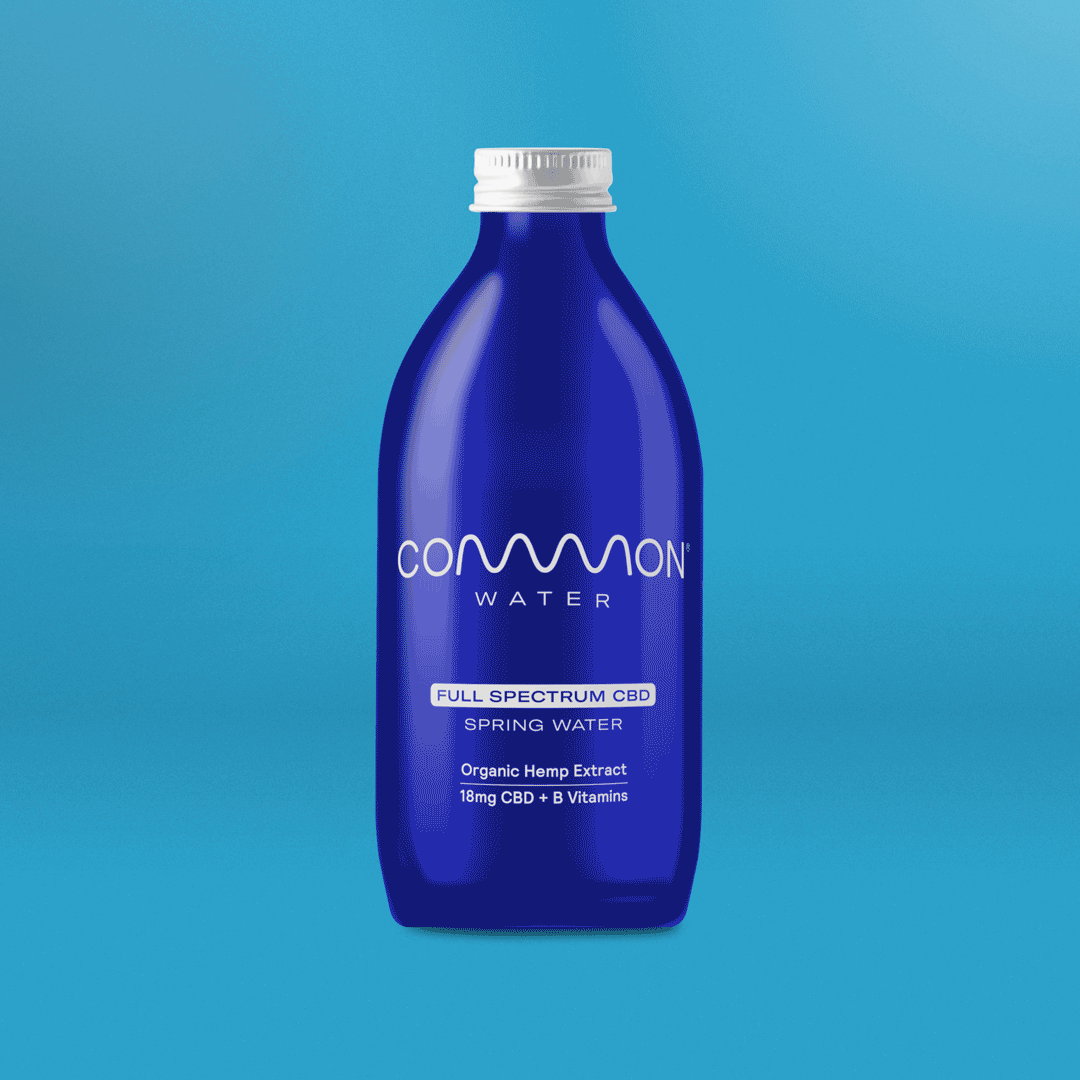 COMMON®
WATER
FULL SPECTRUM CBD
SPRING WATER
Organic Hemp Extract
18mg CBD + B Vitamins